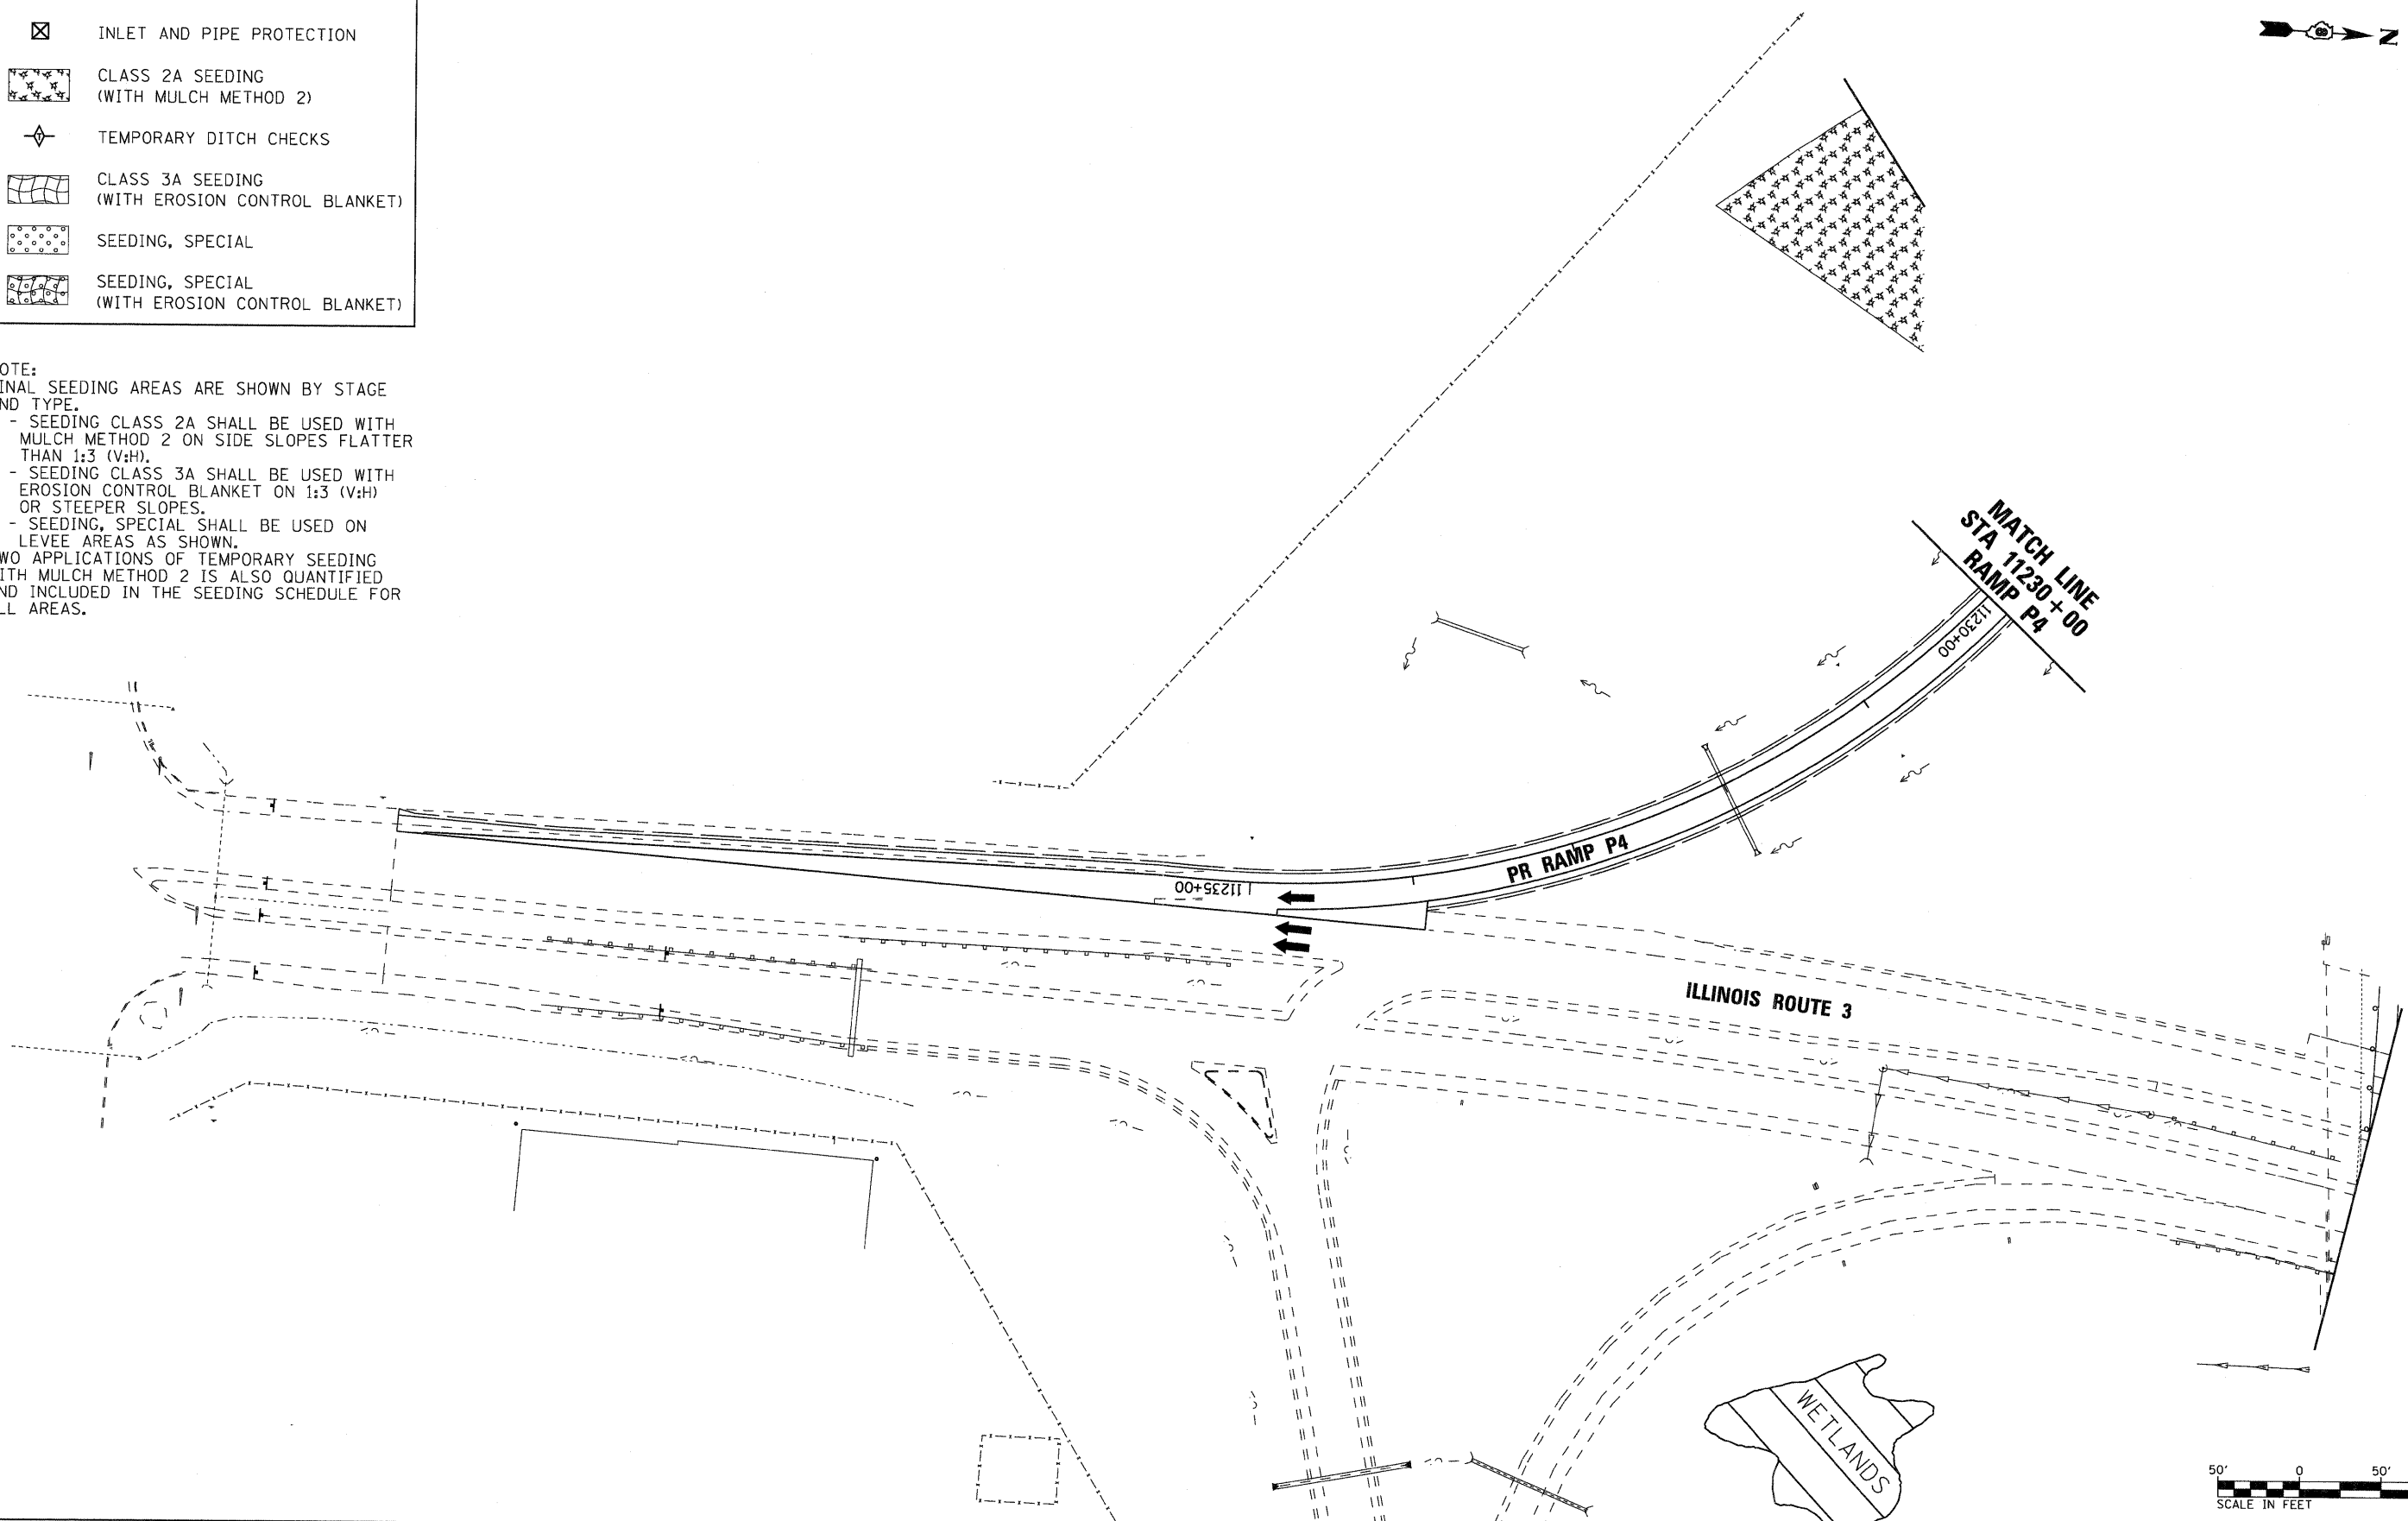 INLET AND PIPE PROTECTION
CLASS 2A SEEDING
(WITH MULCH METHOD 2)
T
TEMPORARY DITCH CHECKS
CLASS 3A SEEDING
(WITH EROSION CONTROL BLANKET)
SEEDING, SPECIAL
SEEDING, SPECIAL
(WITH EROSION CONTROL BLANKET)
OTE:
INAL SEEDING AREAS ARE SHOWN BY STAGE
ND TYPE.
- SEEDING CLASS 2A SHALL BE USED WITH
MULCH METHOD 2 ON SIDE SLOPES FLATTER
THAN 1:3 (V:H).
- SEEDING CLASS 3A SHALL BE USED WITH
EROSION CONTROL BLANKET ON 1:3 (V:H)
OR STEEPER SLOPES.
- SEEDING, SPECIAL SHALL BE USED ON
LEVEE AREAS AS SHOWN.
WO APPLICATIONS OF TEMPORARY SEEDING
ITH MULCH METHOD 2 IS ALSO QUANTIFIED
ND INCLUDED IN THE SEEDING SCHEDULE FOR
LL AREAS.
N
MATCH LINE
STA 11230+00
RAMP P4
11230+00
PR RAMP P4
11235+00
ILLINOIS ROUTE 3
WETLANDS
50' 0 50'
SCALE IN FEET